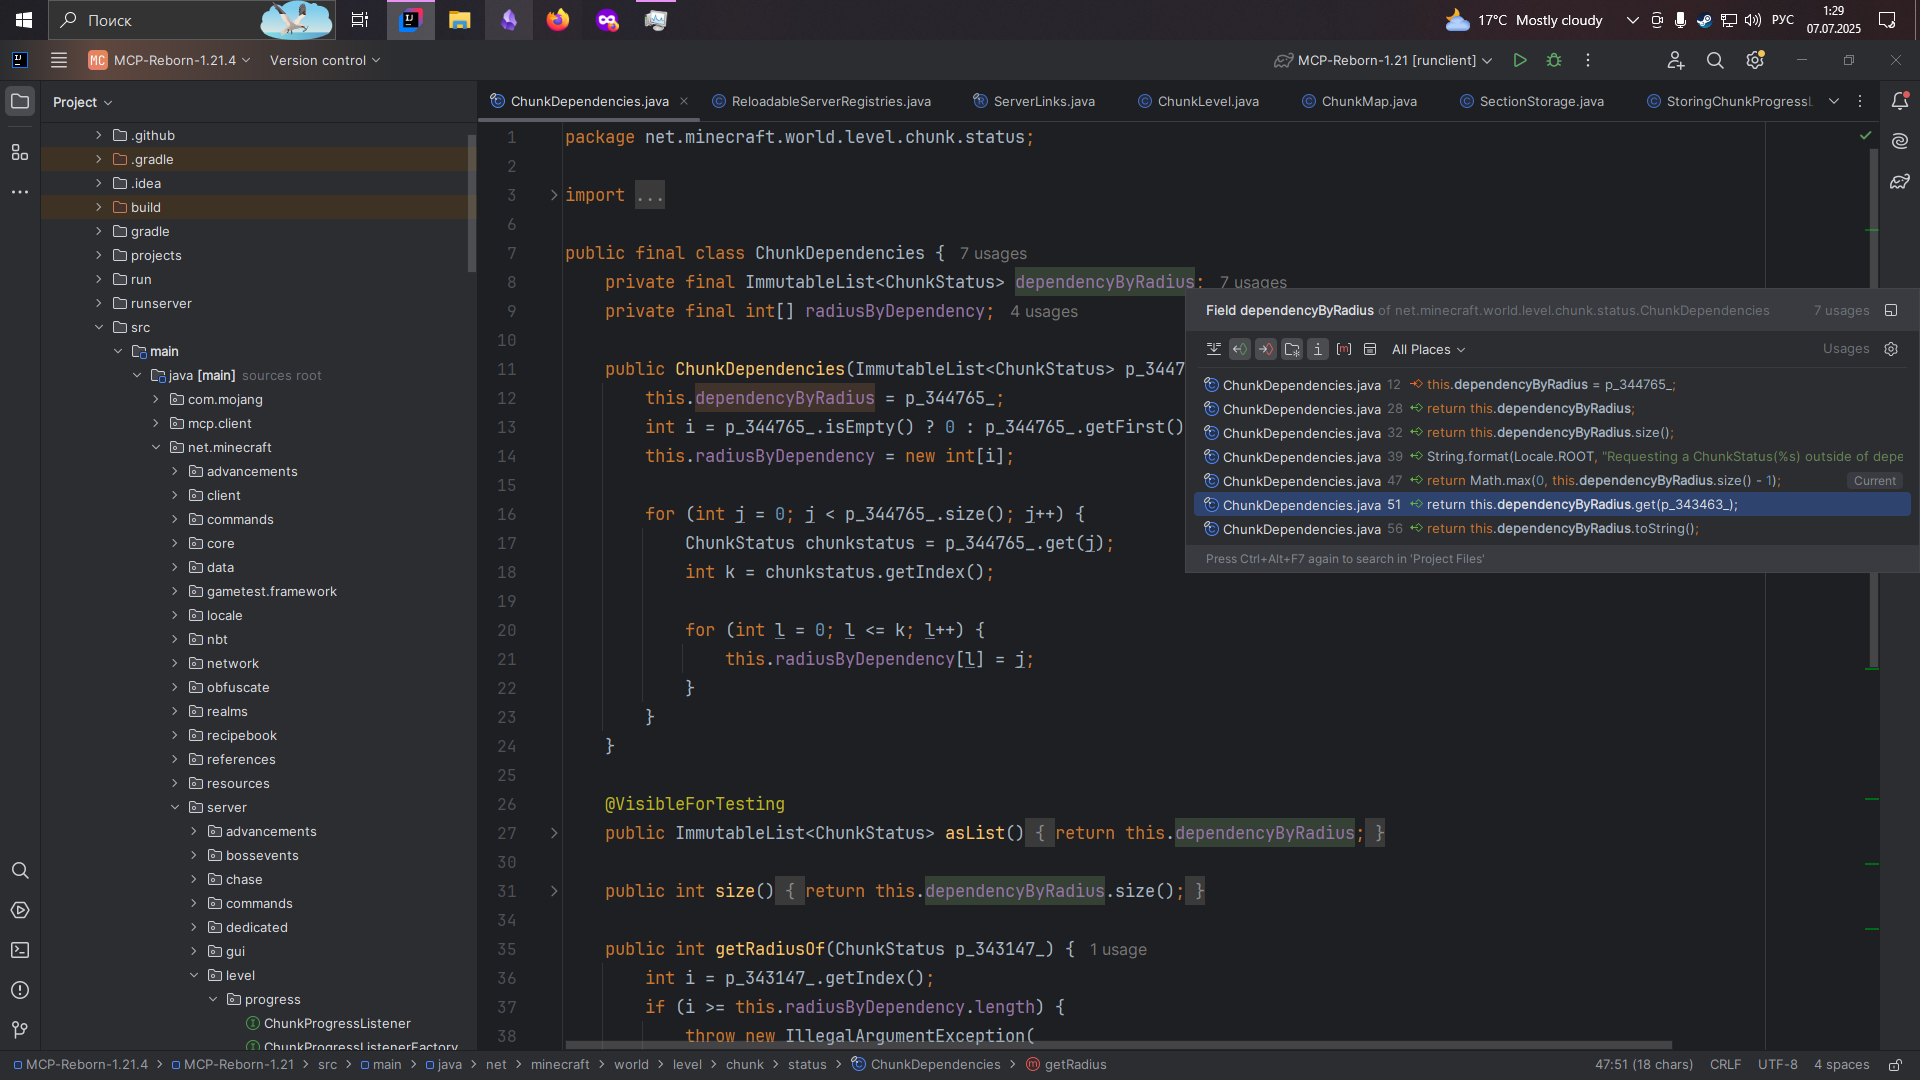 Поиск
17°C Mostly cloudy
РУС
1:29
07.07.2025
MC
MCP-Reborn-1.21.4
Version control
MCP-Reborn-1.21 [runclient]
Project
ChunkDependencies.java
ReloadableServerRegistries.java
ServerLinks.java
ChunkLevel.java
ChunkMap.java
SectionStorage.java
StoringChunkProgressL
.github
.gradle
.idea
build
gradle
projects
run
runserver
src
main
java [main] sources root
com.mojang
mcp.client
net.minecraft
advancements
client
commands
core
data
gametest.framework
locale
nbt
network
obfuscate
realms
recipebook
references
resources
server
advancements
bossevents
chase
commands
dedicated
gui
level
progress
ChunkProgressListener
ChunkProgressListenerFactory
1 package net.minecraft.world.level.chunk.status;
2
3 import ...
6
7 public final class ChunkDependencies { 7 usages
8 private final ImmutableList<ChunkStatus> dependencyByRadius; 7 usages
9 private final int[] radiusByDependency; 4 usages
10
11 public ChunkDependencies(ImmutableList<ChunkStatus> p_3447
12 this.dependencyByRadius = p_344765_;
13 int i = p_344765_.isEmpty() ? 0 : p_344765_.getFirst()
14 this.radiusByDependency = new int[i];
15
16 for (int j = 0; j < p_344765_.size(); j++) {
17 ChunkStatus chunkstatus = p_344765_.get(j);
18 int k = chunkstatus.getIndex();
19
20 for (int l = 0; l <= k; l++) {
21 this.radiusByDependency[l] = j;
22 }
23 }
24 }
25
26 @VisibleForTesting
27 public ImmutableList<ChunkStatus> asList() { return this.dependencyByRadius; }
30
31 public int size() { return this.dependencyByRadius.size(); }
34
35 public int getRadiusOf(ChunkStatus p_343147_) { 1 usage
36 int i = p_343147_.getIndex();
37 if (i >= this.radiusByDependency.length) {
38 throw new IllegalArgumentException(
Field dependencyByRadius of net.minecraft.world.level.chunk.status.ChunkDependencies 7 usages
All Places
Usages
ChunkDependencies.java 12 this.dependencyByRadius = p_344765_;
ChunkDependencies.java 28 return this.dependencyByRadius;
ChunkDependencies.java 32 return this.dependencyByRadius.size();
ChunkDependencies.java 39 String.format(Locale.ROOT, "Requesting a ChunkStatus(%s) outside of depe
ChunkDependencies.java 47 return Math.max(0, this.dependencyByRadius.size() - 1); Current
ChunkDependencies.java 51 return this.dependencyByRadius.get(p_343463_);
ChunkDependencies.java 56 return this.dependencyByRadius.toString();
Press Ctrl+Alt+F7 again to search in 'Project Files'
MCP-Reborn-1.21.4 > MCP-Reborn-1.21 > src > main > java > net > minecraft > world > level > chunk > status > ChunkDependencies > getRadius
47:51 (18 chars) CRLF UTF-8 4 spaces